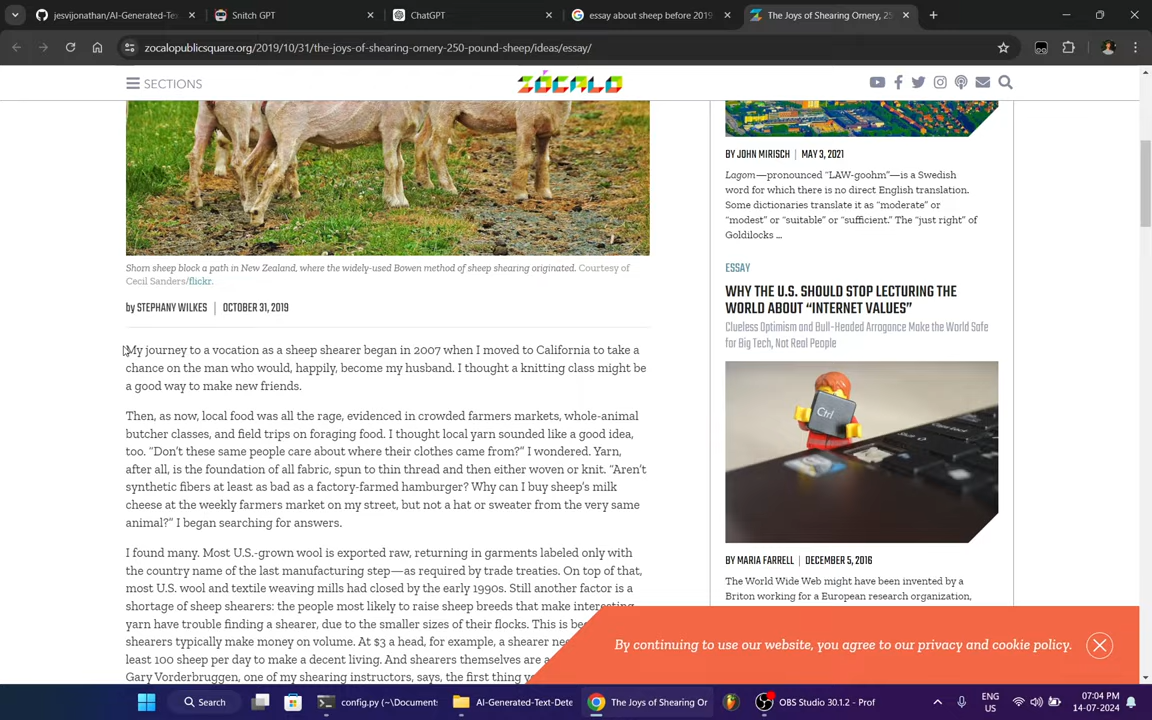 jesvijonathan/AI-Generated-Tex
Snitch GPT
ChatGPT
essay about sheep before 2019
The Joys of Shearing Ornery, 25
zocalopublicsquare.org/2019/10/31/the-joys-of-shearing-ornery-250-pound-sheep/ideas/essay/
SECTIONS
ZÓCALO
Shorn sheep block a path in New Zealand, where the widely-used Bowen method of sheep shearing originated. Courtesy of
Cecil Sanders/flickr.
by STEPHANY WILKES | OCTOBER 31, 2019
My journey to a vocation as a sheep shearer began in 2007 when I moved to California to take a
chance on the man who would, happily, become my husband. I thought a knitting class might be
a good way to make new friends.
Then, as now, local food was all the rage, evidenced in crowded farmers markets, whole-animal
butcher classes, and field trips on foraging food. I thought local yarn sounded like a good idea,
too. “Don’t these same people care about where their clothes came from?” I wondered. Yarn,
after all, is the foundation of all fabric, spun to thin thread and then either woven or knit. “Aren’t
synthetic fibers at least as bad as a factory-farmed hamburger? Why can I buy sheep’s milk
cheese at the weekly farmers market on my street, but not a hat or sweater from the very same
animal?” I began searching for answers.
I found many. Most U.S.-grown wool is exported raw, returning in garments labeled only with
the country name of the last manufacturing step—as required by trade treaties. On top of that,
most U.S. wool and textile weaving mills had closed by the early 1990s. Still another factor is a
shortage of sheep shearers: the people most likely to raise sheep breeds that make interesting
yarn have trouble finding a shearer, due to the smaller sizes of their flocks. This is be
shearers typically make money on volume. At $3 a head, for example, a shearer ne
least 100 sheep per day to make a decent living. And shearers themselves are a
Gary Vorderbruggen, one of my shearing instructors, says, the first thing y
BY JOHN MIRISCH | MAY 3, 2021
Lagom—pronounced “LAW-goohm”—is a Swedish
word for which there is no direct English translation.
Some dictionaries translate it as “moderate” or
“modest” or “suitable” or “sufficient.” The “just right” of
Goldilocks ...
ESSAY
WHY THE U.S. SHOULD STOP LECTURING THE
WORLD ABOUT “INTERNET VALUES”
Clueless Optimism and Bull-Headed Arrogance Make the World Safe
for Big Tech, Not Real People
Ctrl
BY MARIA FARRELL | DECEMBER 5, 2016
The World Wide Web might have been invented by a
Briton working for a European research organization,
By continuing to use our website, you agree to our privacy and cookie policy.
Search
config.py (~\Document
AI-Generated-Text-Dete
The Joys of Shearing Or
OBS Studio 30.1.2 - Prof
ENG
US
07:04 PM
14-07-2024